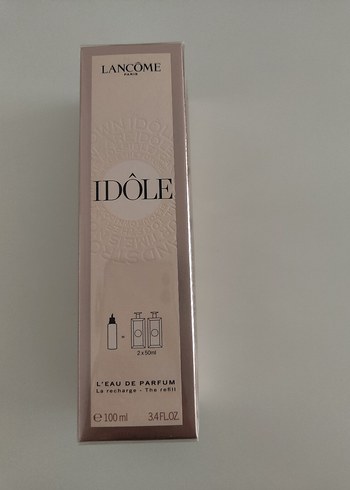 LANCÔME
PARIS
IDÔLE
=
2 x 50ml
L'EAU DE PARFUM
La recharge - The refill
℮ 100 ml 3.4 FL.OZ.